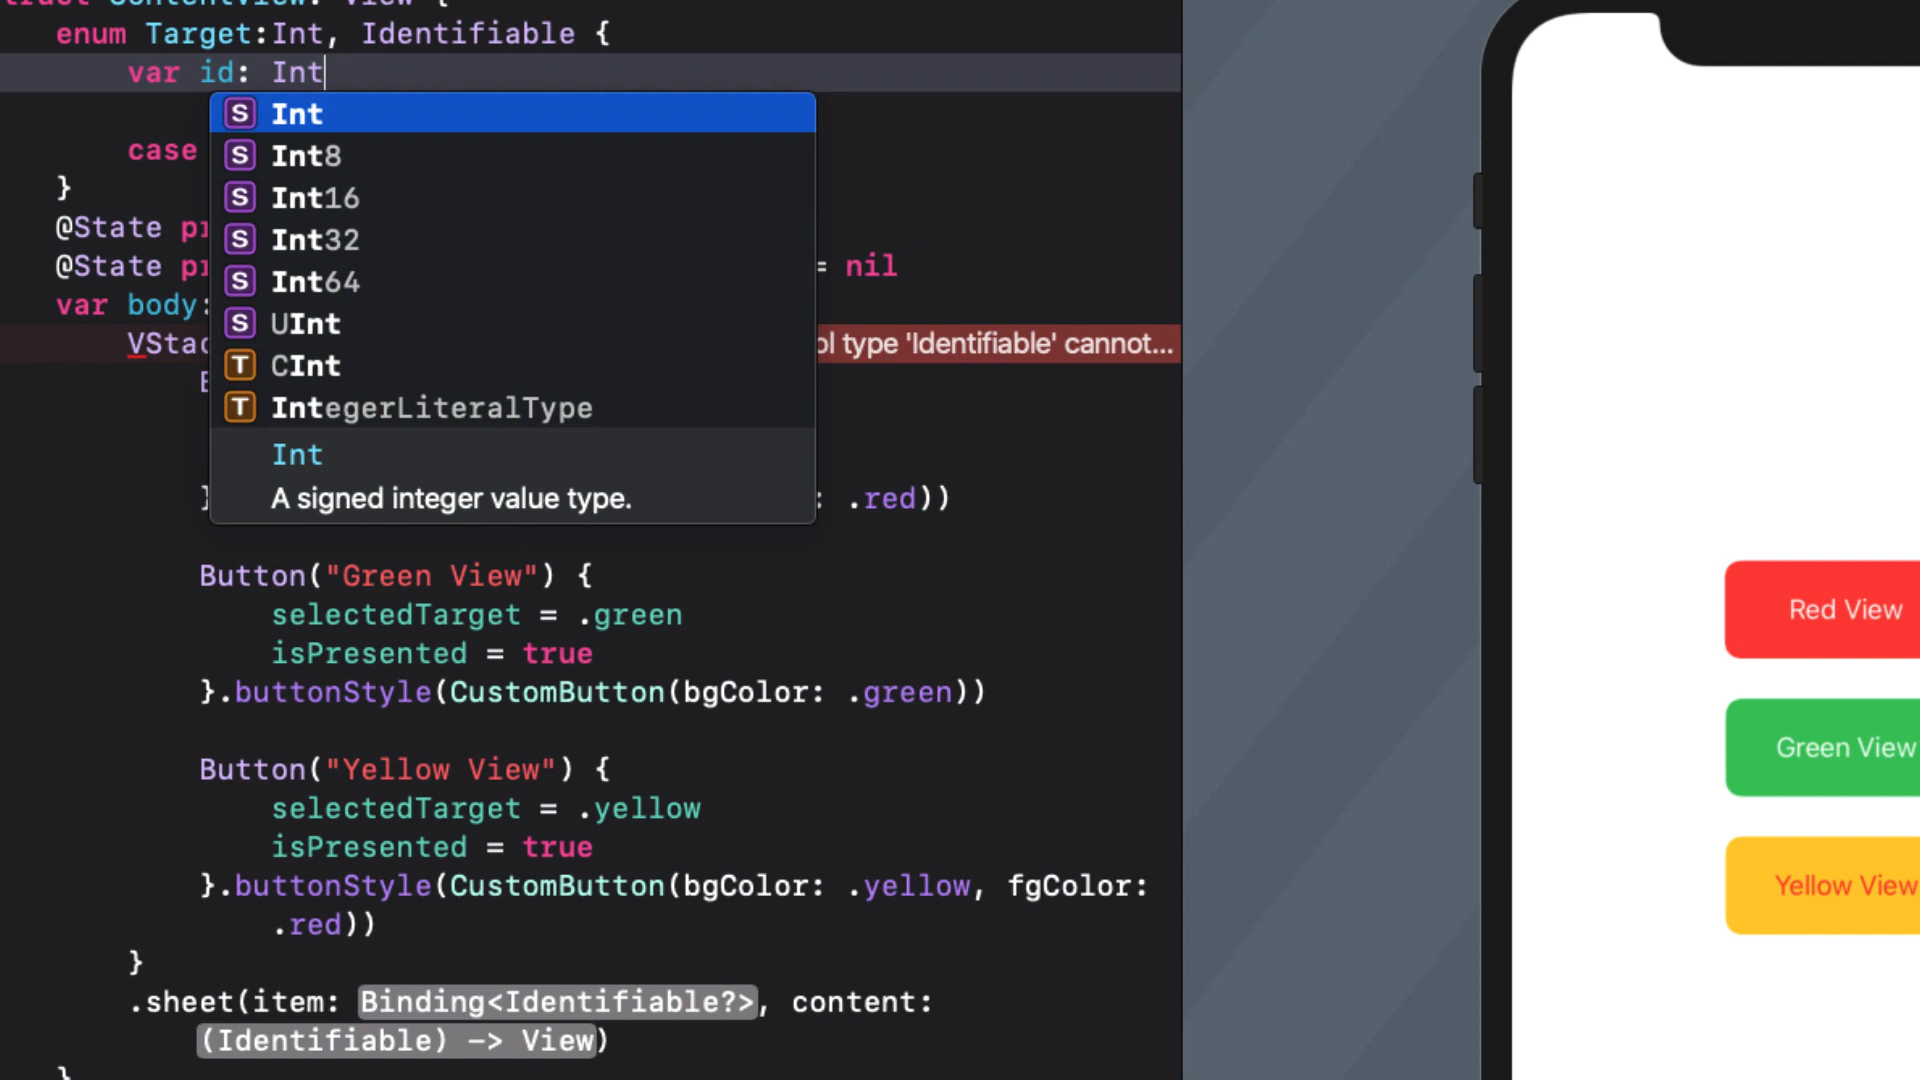 struct ContentView: View {
enum Target:Int, Identifiable {
var id: Int
S Int
S Int8
case
S Int16
}
@State pr
S Int32
@State pr
S Int64
= nil
var body:
S UInt
VStac
ol type 'Identifiable' cannot...
T CInt
T IntegerLiteralType
Int
A signed integer value type.
: .red))
Button("Green View") {
selectedTarget = .green
isPresented = true
}.buttonStyle(CustomButton(bgColor: .green))
Button("Yellow View") {
selectedTarget = .yellow
isPresented = true
}.buttonStyle(CustomButton(bgColor: .yellow, fgColor:
.red))
}
.sheet(item: Binding<Identifiable?>, content:
(Identifiable) -> View)
}
Red View
Green View
Yellow View